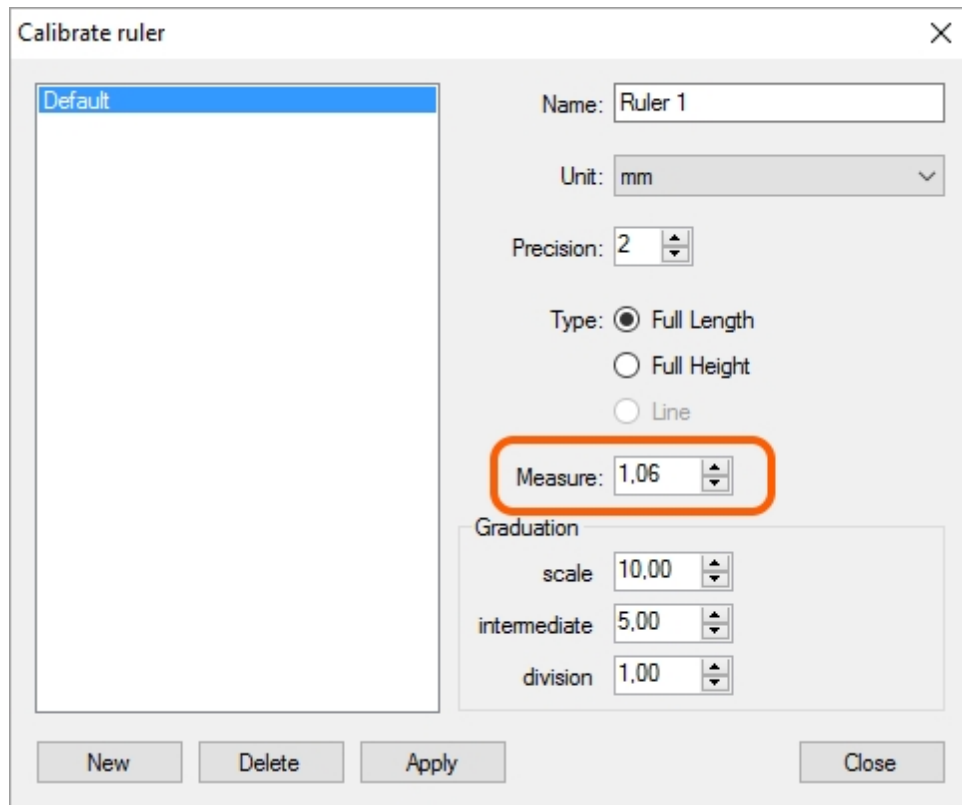 Calibrate ruler
Default
Name: Ruler 1
Unit: mm
Precision: 2
Type: Full Length
Full Height
Line
Measure: 1,06
Graduation
scale 10,00
intermediate 5,00
division 1,00
New Delete Apply Close